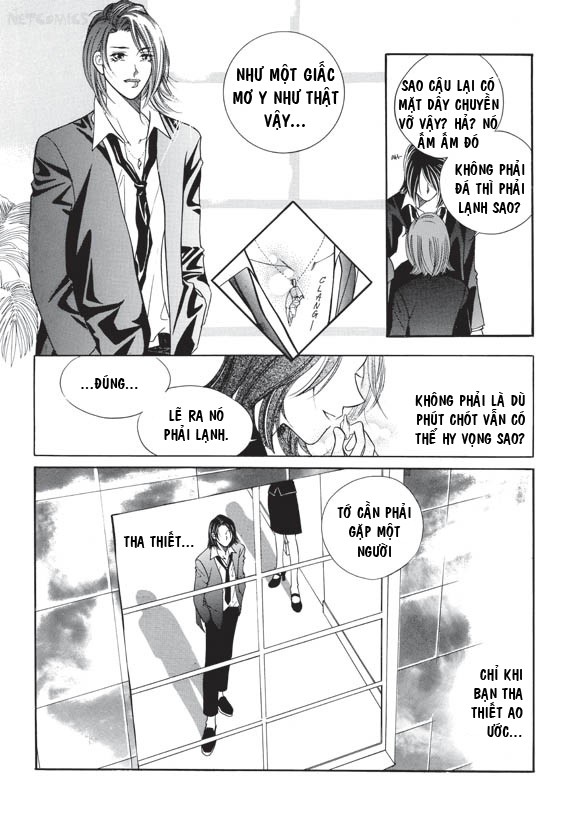 NETCOMICS
NHƯ MỘT GIẤC
MƠ Y NHƯ THẬT
VẬY...
SAO CẬU LẠI CÓ
MẶT DÂY CHUYỀN
VỠ VẬY? HẢ? NÓ
ẤM ẤM ĐÓ
KHÔNG PHẢI
ĐÁ THÌ PHẢI
LẠNH SAO?
CLANG!
...ĐÚNG...
LẼ RA NÓ
PHẢI LẠNH.
KHÔNG PHẢI LÀ DÙ
PHÚT CHÓT VẪN CÓ
THỂ HY VỌNG SAO?
THA THIẾT...
TỚ CẦN PHẢI
GẶP MỘT
NGƯỜI
CHỈ KHI
BẠN THA
THIẾT AO
ƯỚC...